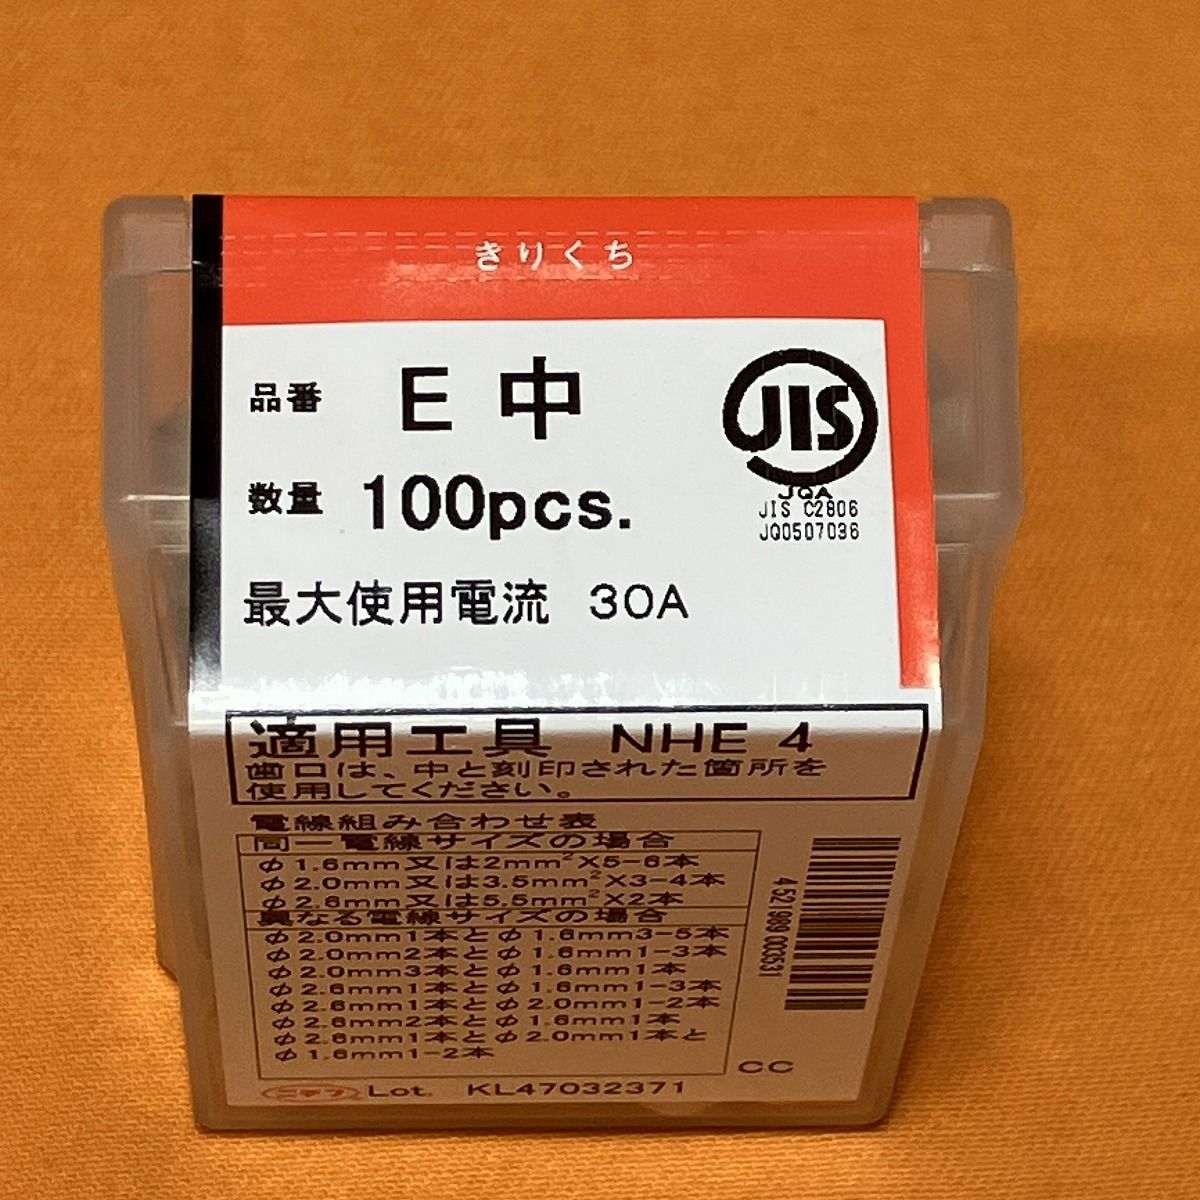 きりくち
品番 E 中
数量 100pcs.
JIS
JQA
JIS C2806
JQ0507036
最大使用電流 30A
適用工具 NHE 4
歯口は、中と刻印された箇所を
使用してください。
電線組み合わせ表
同一電線サイズの場合
φ1.6mm又は2mm²X5-6本
φ2.0mm又は3.5mm²X3-4本
φ2.6mm又は5.5mm²X2本
異なる電線サイズの場合
φ2.0mm1本とφ1.6mm3-5本
φ2.0mm2本とφ1.6mm1-3本
φ2.0mm3本とφ1.6mm1本
φ2.6mm1本とφ1.6mm1-3本
φ2.6mm1本とφ2.0mm1-2本
φ2.6mm2本とφ1.6mm1本
φ2.6mm1本とφ2.0mm1本と
φ1.6mm1-2本
4 521989 003531
CC
ニチフ Lot. KL47032371